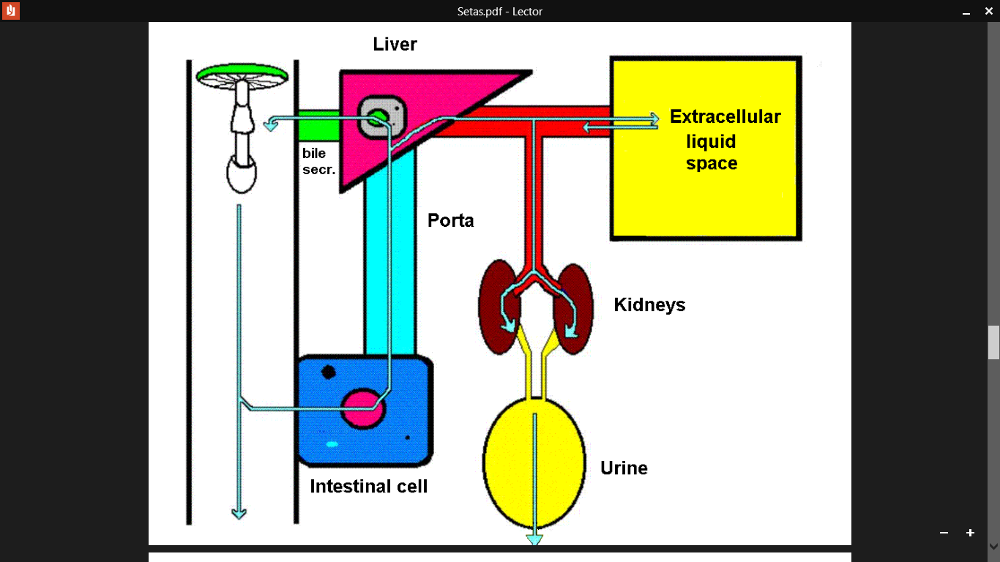 Setas.pdf - Lector
Liver
Extracellular
liquid
space
bile
secr.
Porta
Kidneys
Urine
Intestinal cell